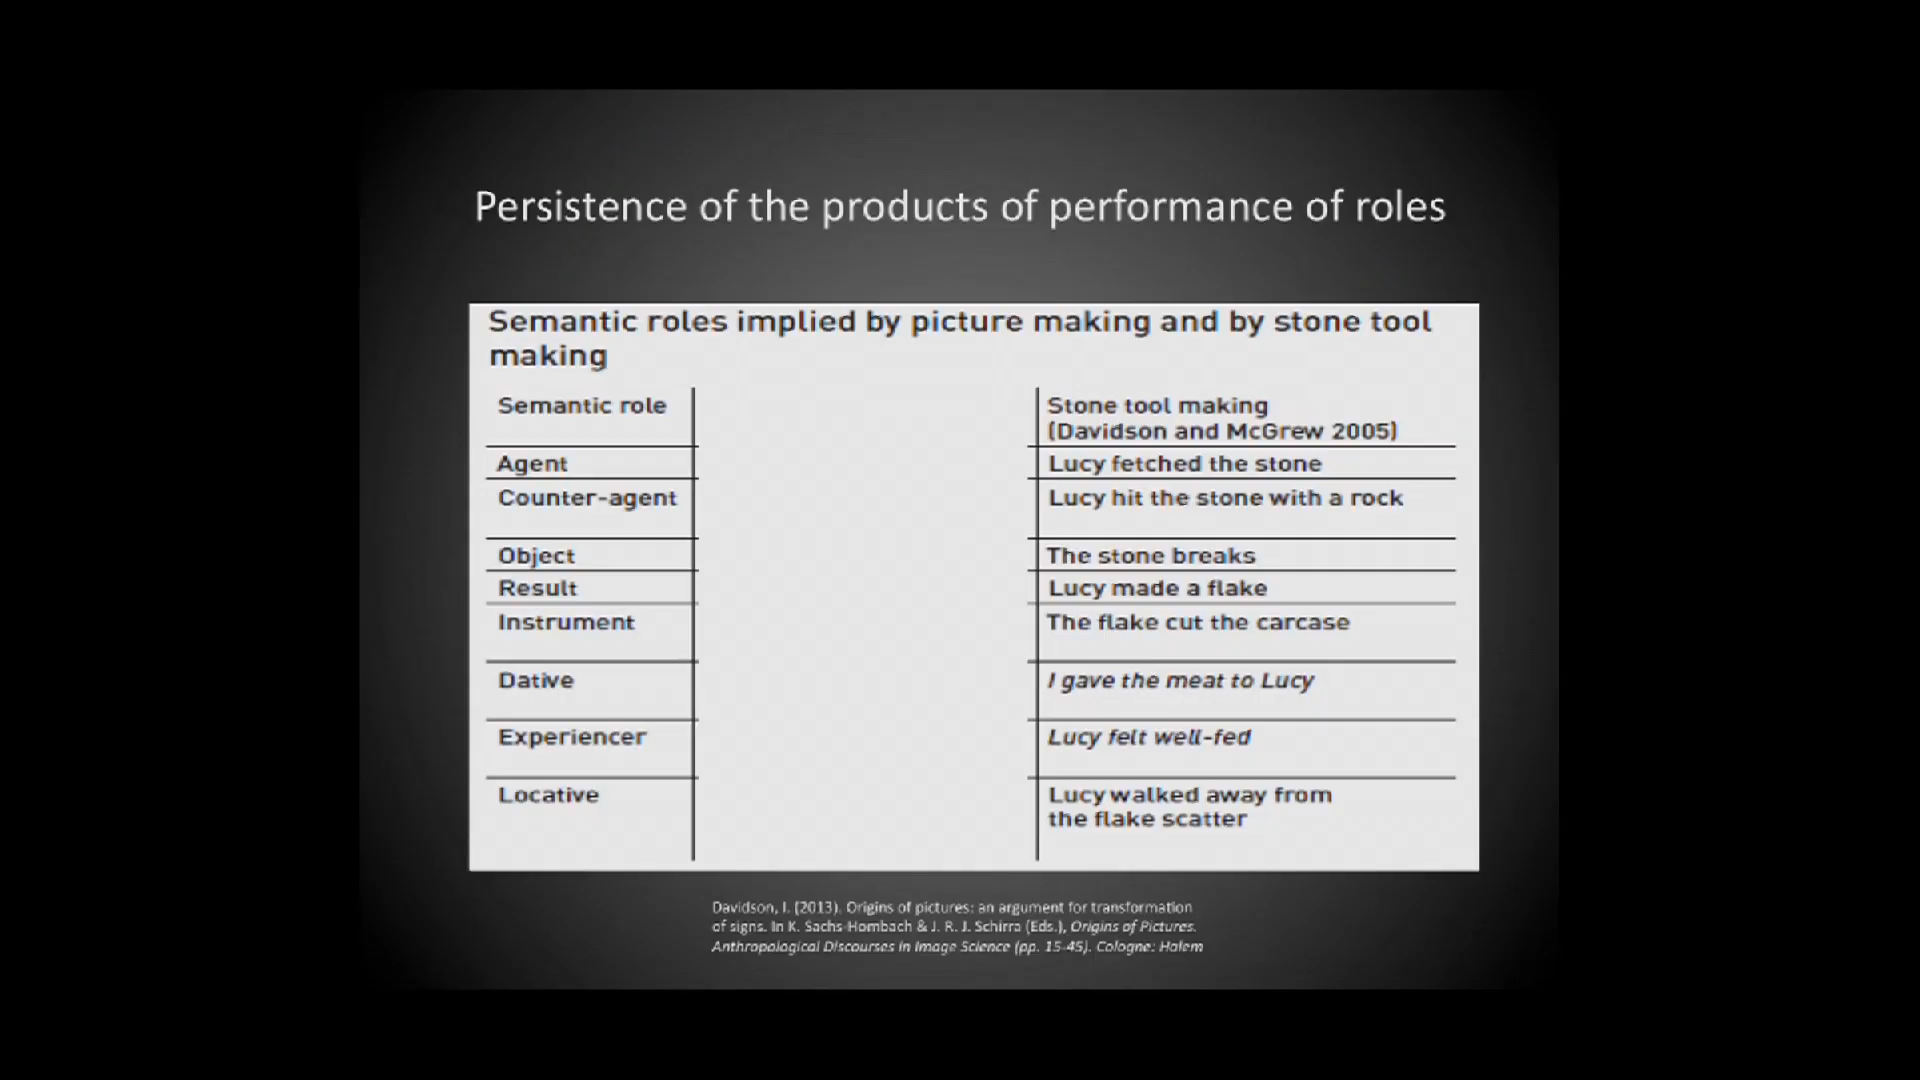 Persistence of the products of performance of roles
Semantic roles implied by picture making and by stone tool
making
Semantic role
Stone tool making
(Davidson and McGrew 2005)
Agent
Lucy fetched the stone
Counter-agent
Lucy hit the stone with a rock
Object
The stone breaks
Result
Lucy made a flake
Instrument
The flake cut the carcase
Dative
I gave the meat to Lucy
Experiencer
Lucy felt well-fed
Locative
Lucy walked away from
the flake scatter
Davidson, I. (2013). Origins of pictures: an argument for transformation
of signs. In K. Sachs-Hombach & J. R. J. Schirra (Eds.), Origins of Pictures.
Anthropological Discourses in Image Science (pp. 15-45). Cologne: Halem